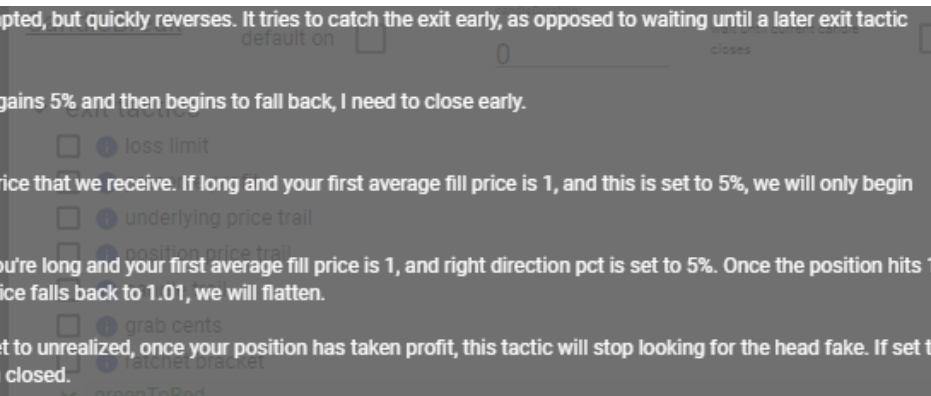 pted, but quickly reverses. It tries to catch the exit early, as opposed to waiting until a later exit tactic
default on
0
closes
gains 5% and then begins to fall back, I need to close early.
exit tactics
loss limit
rice that we receive. If long and your first average fill price is 1, and this is set to 5%, we will only begin
underlying price trail
position price trail
ou're long and your first average fill price is 1, and right direction pct is set to 5%. Once the position hits 1
ice falls back to 1.01, we will flatten.
grab cents
et to unrealized, once your position has taken profit, this tactic will stop looking for the head fake. If set t
ratchet bracket
closed.
greenToRed